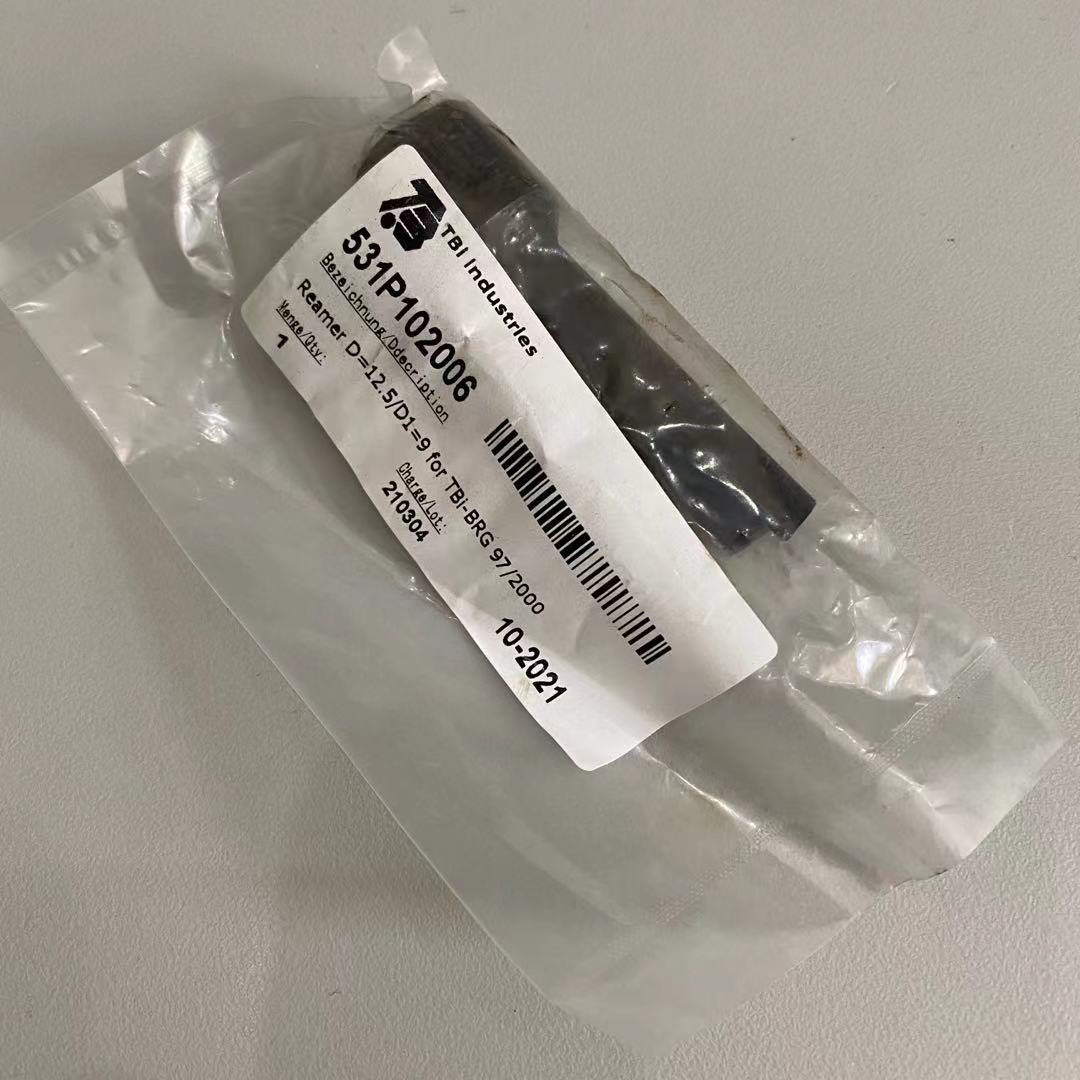 TBI Industries
531P102006
Bezeichnung/Ddecription
Reamer D=12.5/D1=9 for TBi-BRG 97/2000
Menge/Qty:
1
Charge/Lot:
210304
10-2021